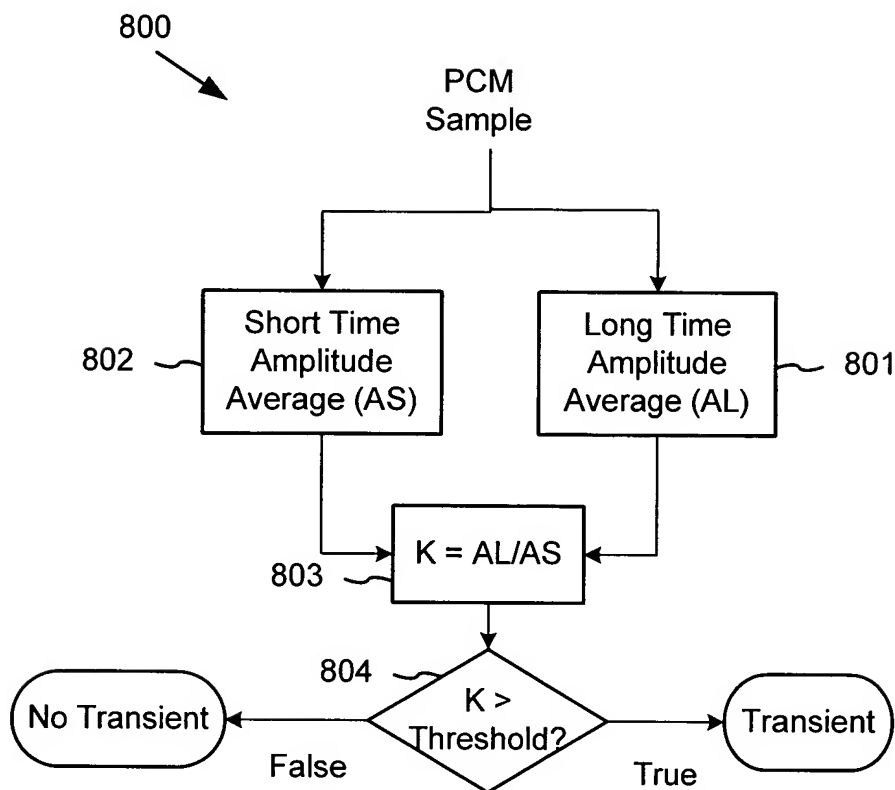 800
PCM
Sample
Short Time
Amplitude
Average (AS)
802
Long Time
Amplitude
Average (AL)
801
K = AL/AS
803
804
K >
Threshold?
No Transient
False
True
Transient